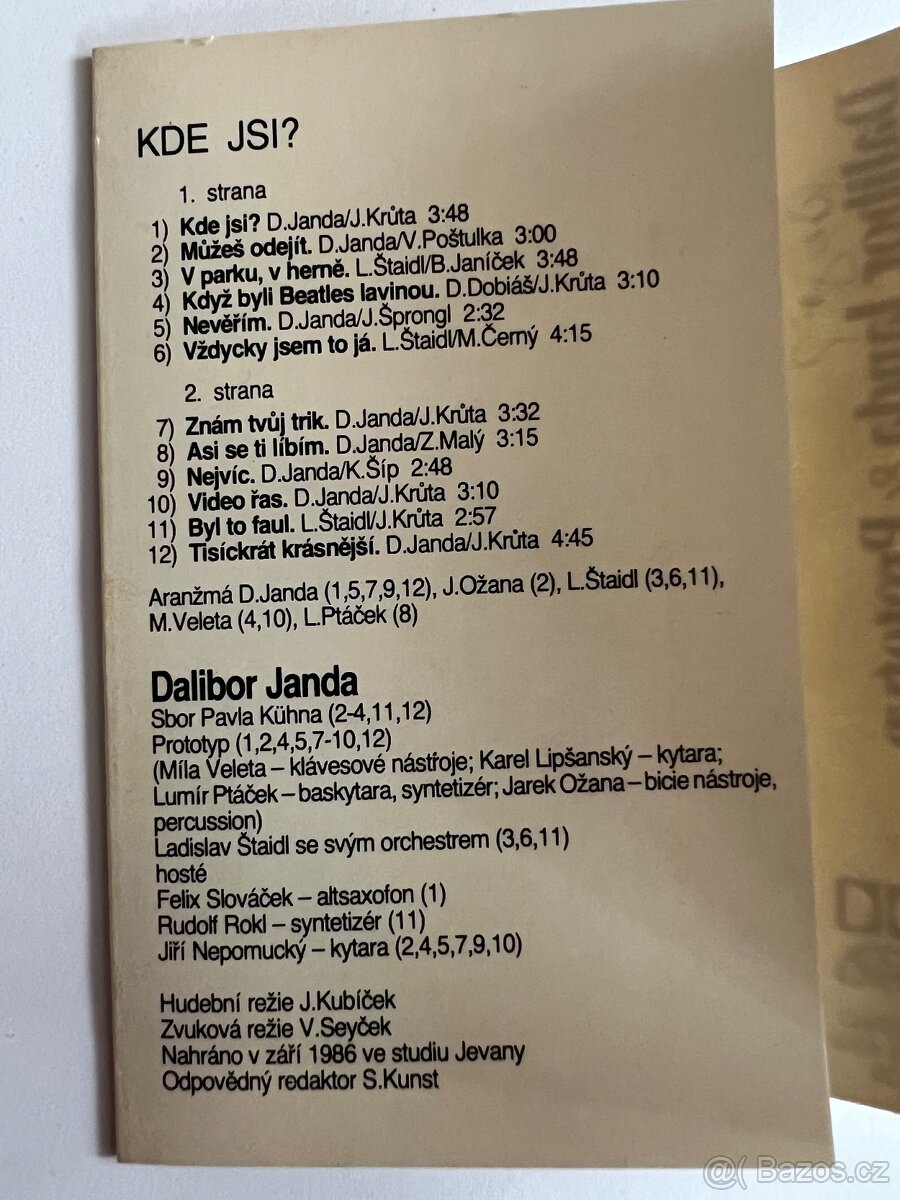 KDE JSI?
1. strana
1) Kde jsi? D.Janda/J.Krůta 3:48
2) Můžeš odejít. D.Janda/V.Poštulka 3:00
3) V parku, v herně. L.Štaidl/B.Janíček 3:48
4) Když byli Beatles lavinou. D.Dobiáš/J.Krůta 3:10
5) Nevěřím. D.Janda/J.Šprongl 2:32
6) Vždycky jsem to já. L.Štaidl/M.Černý 4:15
2. strana
7) Znám tvůj trik. D.Janda/J.Krůta 3:32
8) Asi se ti líbím. D.Janda/Z.Malý 3:15
9) Nejvíc. D.Janda/K.Šíp 2:48
10) Video řas. D.Janda/J.Krůta 3:10
11) Byl to faul. L.Štaidl/J.Krůta 2:57
12) Tisíckrát krásnější. D.Janda/J.Krůta 4:45
Aranžmá D.Janda (1,5,7,9,12), J.Ožana (2), L.Štaidl (3,6,11),
M.Veleta (4,10), L.Ptáček (8)
Dalibor Janda
Sbor Pavla Kühna (2-4,11,12)
Prototyp (1,2,4,5,7-10,12)
(Míla Veleta – klávesové nástroje; Karel Lipšanský – kytara;
Lumír Ptáček – baskytara, syntetizér; Jarek Ožana – bicie nástroje,
percussion)
Ladislav Štaidl se svým orchestrem (3,6,11)
hosté
Felix Slováček – altsaxofon (1)
Rudolf Rokl – syntetizér (11)
Jiří Nepomucký – kytara (2,4,5,7,9,10)
Hudební režie J.Kubíček
Zvuková režie V.Seyček
Nahráno v září 1986 ve studiu Jevany
Odpovědný redaktor S.Kunst
@ Bazos.cz